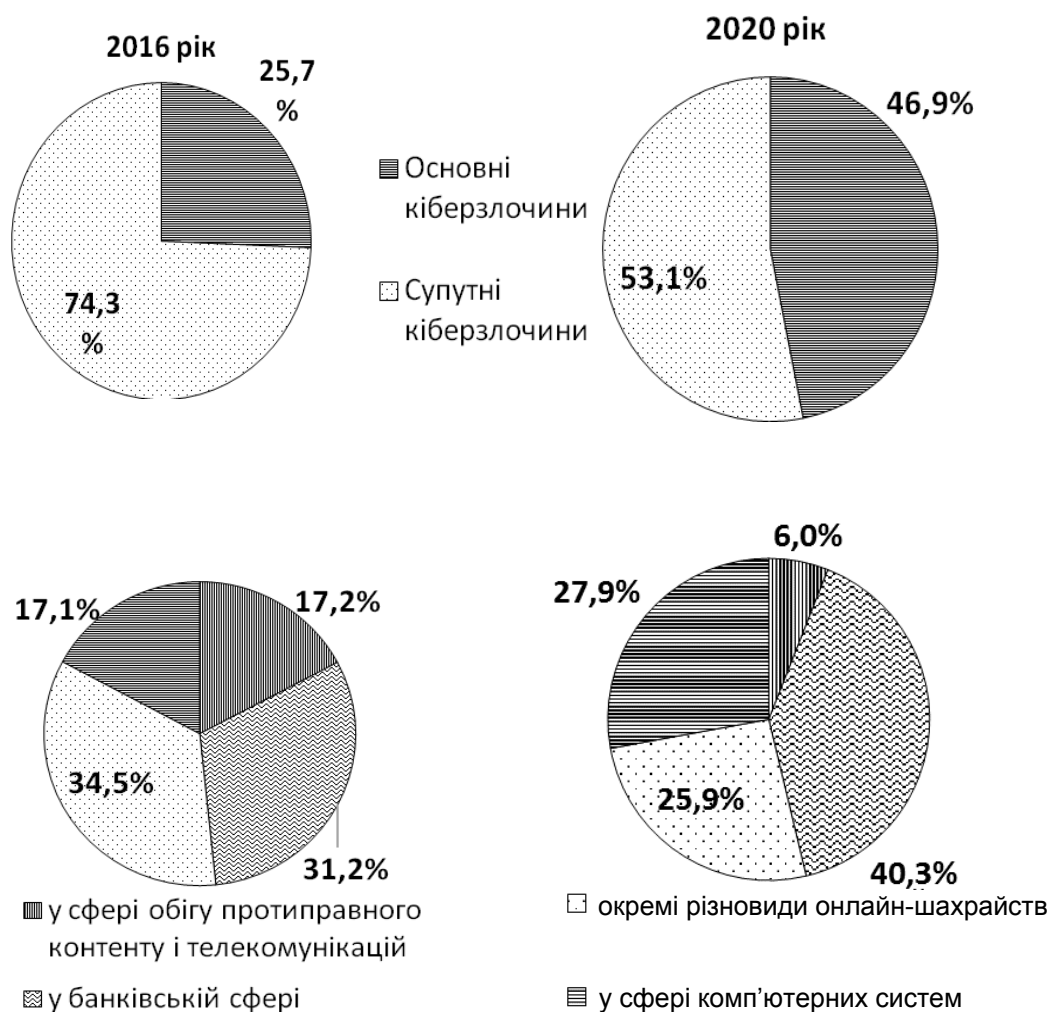 2016 рік
25,7
%
74,3
%
Основні
кіберзлочини
Супутні
кіберзлочини
2020 рік
46,9%
53,1%
17,1%
17,2%
34,5%
31,2%
6,0%
27,9%
25,9%
40,3%
у сфері обігу протиправного
контенту і телекомунікацій
окремі різновиди онлайн-шахрайств
у банківській сфері
у сфері комп’ютерних систем